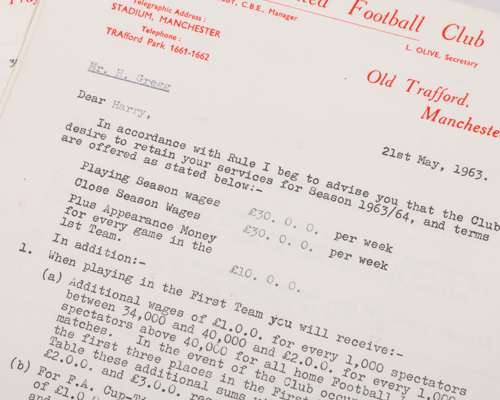 ted Football Club
BY, C.B.E., Manager
L. OLIVE, Secretary
Telegraphic Address:
STADIUM, MANCHESTER
Telephone:
TRAfford Park 1661-1662
Old Trafford,
Mancheste
21st May, 1963.
Mr. H. Gregg
Dear Harry,
In accordance with Rule I beg to advise you that the Club
desire to retain your services for Season 1963/64, and terms
are offered as stated below:-
Playing Season wages £30. 0. 0. per week
Close Season Wages £30. 0. 0. per week
Plus Appearance Money
for every game in the
1st Team. £10. 0. 0.
In addition:-
1. When playing in the First Team you will receive:-
(a) Additional wages of £1.0.0. for every 1,000 spectators
between 34,000 and 40,000 and £2.0.0. for every 1,000
spectators above 40,000 for all home Football
matches. In the event of the Club occu
the first three places in the First
Table these additional sums
£2.0.0. and £3.0.0. res
(b) For F.A. Cup-Ti
of £1.0